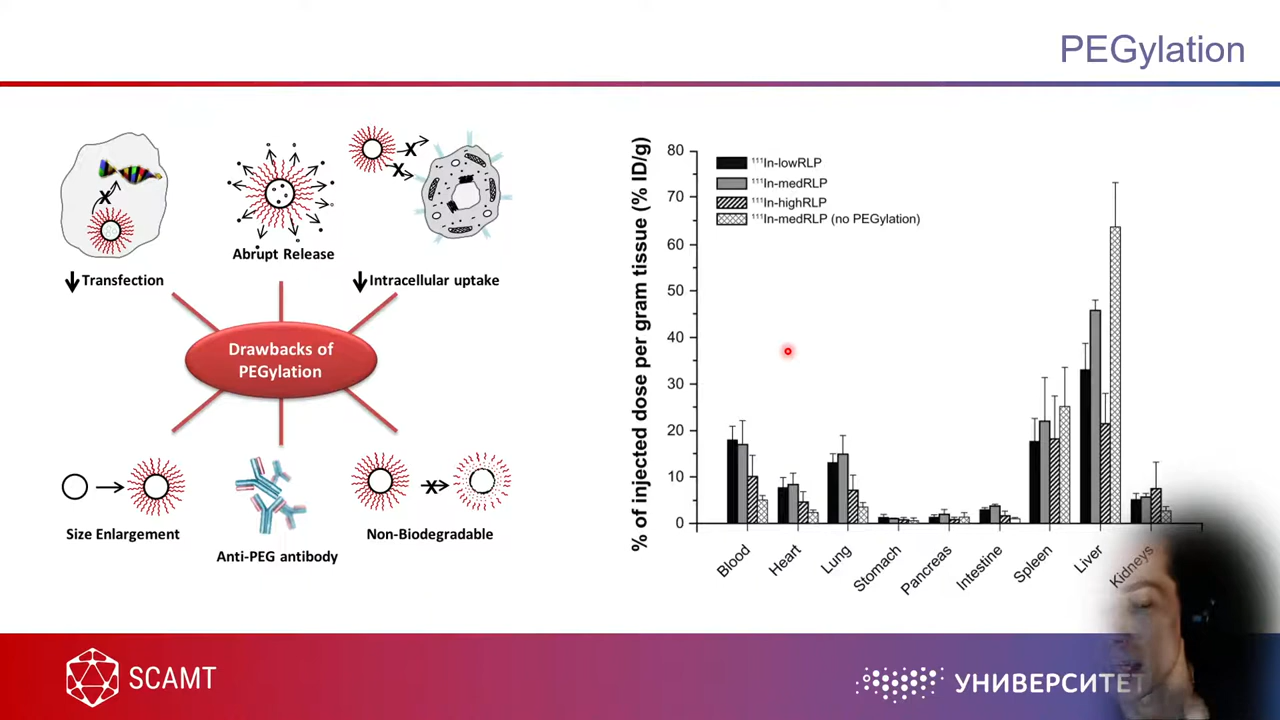 PEGylation
Abrupt Release
Transfection
Intracellular uptake
Drawbacks of
PEGylation
Size Enlargement
Anti-PEG antibody
Non-Biodegradable
% of injected dose per gram tissue (% ID/g)
80
70
60
50
40
30
20
10
0
¹¹¹In-lowRLP
¹¹¹In-medRLP
¹¹¹In-highRLP
¹¹¹In-medRLP (no PEGylation)
Blood
Heart
Lung
Stomach
Pancreas
Intestine
Spleen
Liver
Kidneys
SCAMT
УНИВЕРСИТЕТ